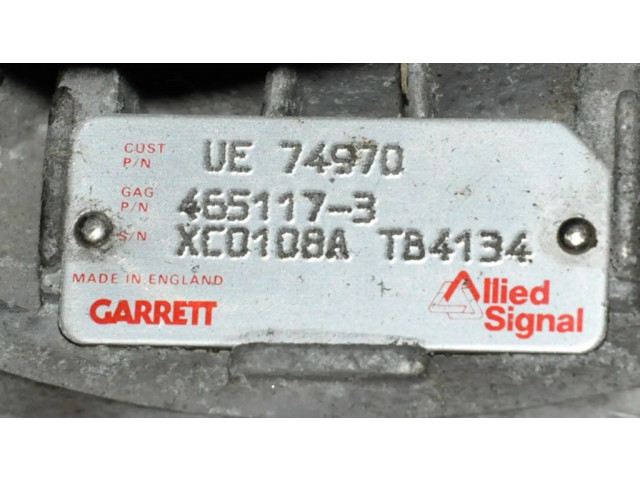 CUST P/N UE 74970
GAG P/N 465117-3
S/N XC0108A TB4134
MADE IN ENGLAND
GARRETT
Allied Signal